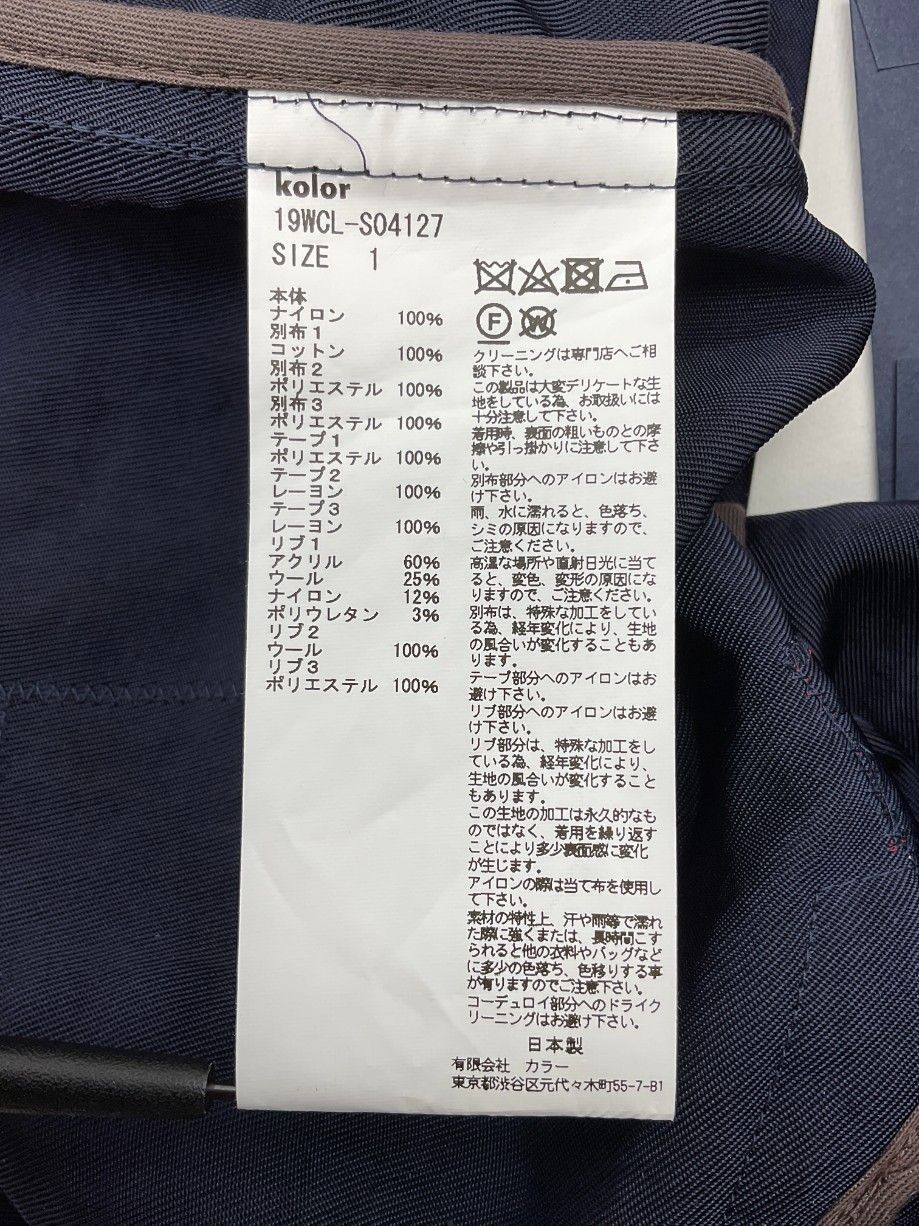 kolor
19WCL-S04127
SIZE 1
本体
ナイロン 100%
別布1
コットン 100%
別布2
ポリエステル 100%
別布3
ポリエステル 100%
テープ1
ポリエステル 100%
テープ2
レーヨン 100%
テープ3
レーヨン 100%
リブ1
アクリル 60%
ウール 25%
ナイロン 12%
ポリウレタン 3%
リブ2
ウール 100%
リブ3
ポリエステル 100%
F W
クリーニングは専門店へご相
談下さい。
この製品は大変デリケートな生
地をしている為、お取扱いには
十分注意して下さい。
着用時、表面の粗いものとの摩
擦や引っ掛かりに注意して下さ
い。
別布部分へのアイロンはお避
け下さい。
雨、水に濡れると、色落ち、
シミの原因になりますので、
ご注意ください。
高温な場所や直射日光に当て
ると、変色、変形の原因にな
りますので、ご注意ください。
別布は、特殊な加工をしてい
る為、経年変化により、生地
の風合いが変化することもあ
ります。
テープ部分へのアイロンはお
避け下さい。
リブ部分へのアイロンはお避
け下さい。
リブ部分は、特殊な加工をし
ている為、経年変化により、
生地の風合いが変化すること
もあります。
この生地の加工は永久的なも
のではなく、着用を繰り返す
ことにより多少表面感に変化
が生じます。
アイロンの際は当て布を使用し
て下さい。
素材の特性上、汗や雨等で濡れ
た際に強くまたは、長時間こす
られると他の衣料やバッグなど
に多少の色落ち、色移りする事
が有りますのでご注意下さい。
コーデュロイ部分へのドライク
リーニングはお避け下さい。
日本製
有限会社 カラー
東京都渋谷区元代々木町55-7-B1